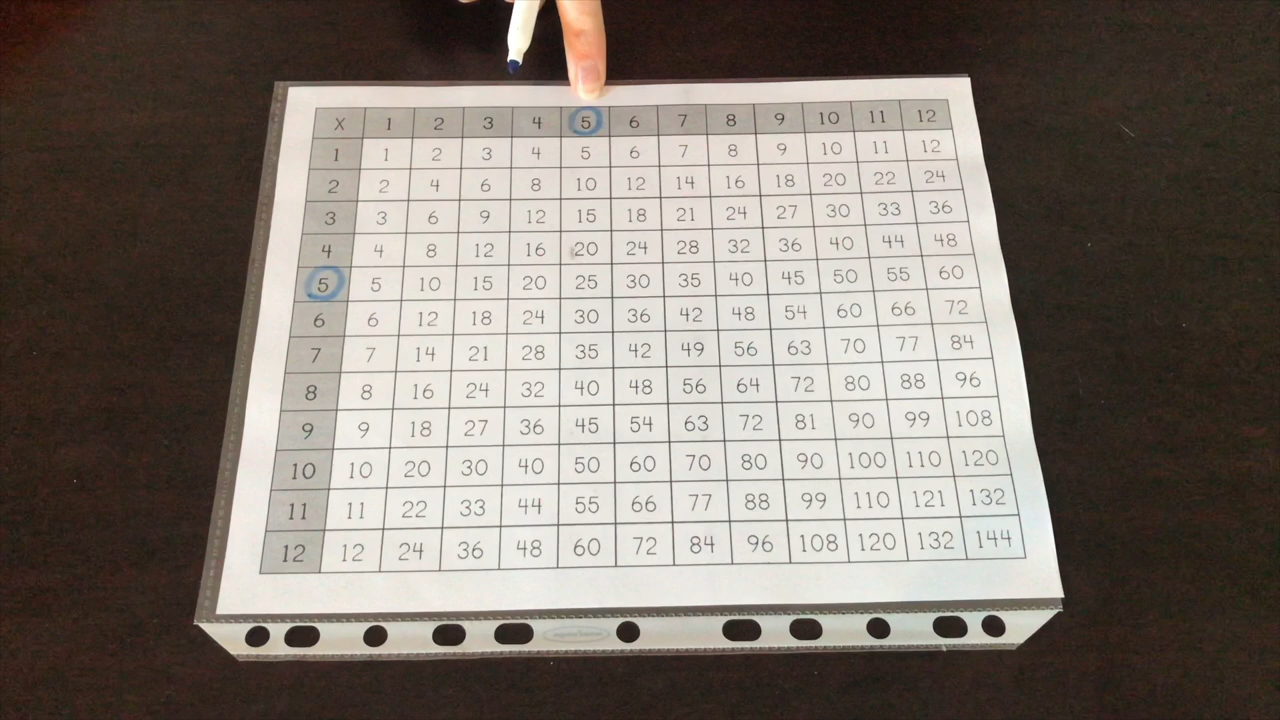 X 1 2 3 4 5 6 7 8 9 10 11 12
1 1 2 3 4 5 6 7 8 9 10 11 12
2 2 4 6 8 10 12 14 16 18 20 22 24
3 3 6 9 12 15 18 21 24 27 30 33 36
4 4 8 12 16 20 24 28 32 36 40 44 48
5 5 10 15 20 25 30 35 40 45 50 55 60
6 6 12 18 24 30 36 42 48 54 60 66 72
7 7 14 21 28 35 42 49 56 63 70 77 84
8 8 16 24 32 40 48 56 64 72 80 88 96
9 9 18 27 36 45 54 63 72 81 90 99 108
10 10 20 30 40 50 60 70 80 90 100 110 120
11 11 22 33 44 55 66 77 88 99 110 121 132
12 12 24 36 48 60 72 84 96 108 120 132 144